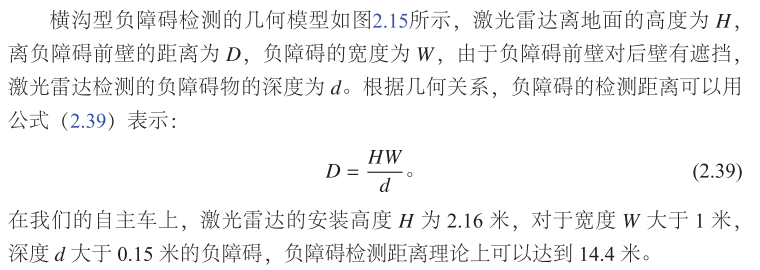 横沟型负障碍检测的几何模型如图2.15所示，激光雷达离地面的高度为 H，
离负障碍前壁的距离为 D，负障碍的宽度为 W，由于负障碍前壁对后壁有遮挡，
激光雷达检测的负障碍物的深度为 d。根据几何关系，负障碍的检测距离可以用
公式（2.39）表示：
D = HW/d。 (2.39)
在我们的自主车上，激光雷达的安装高度 H 为 2.16 米，对于宽度 W 大于 1 米，
深度 d 大于 0.15 米的负障碍，负障碍检测距离理论上可以达到 14.4 米。